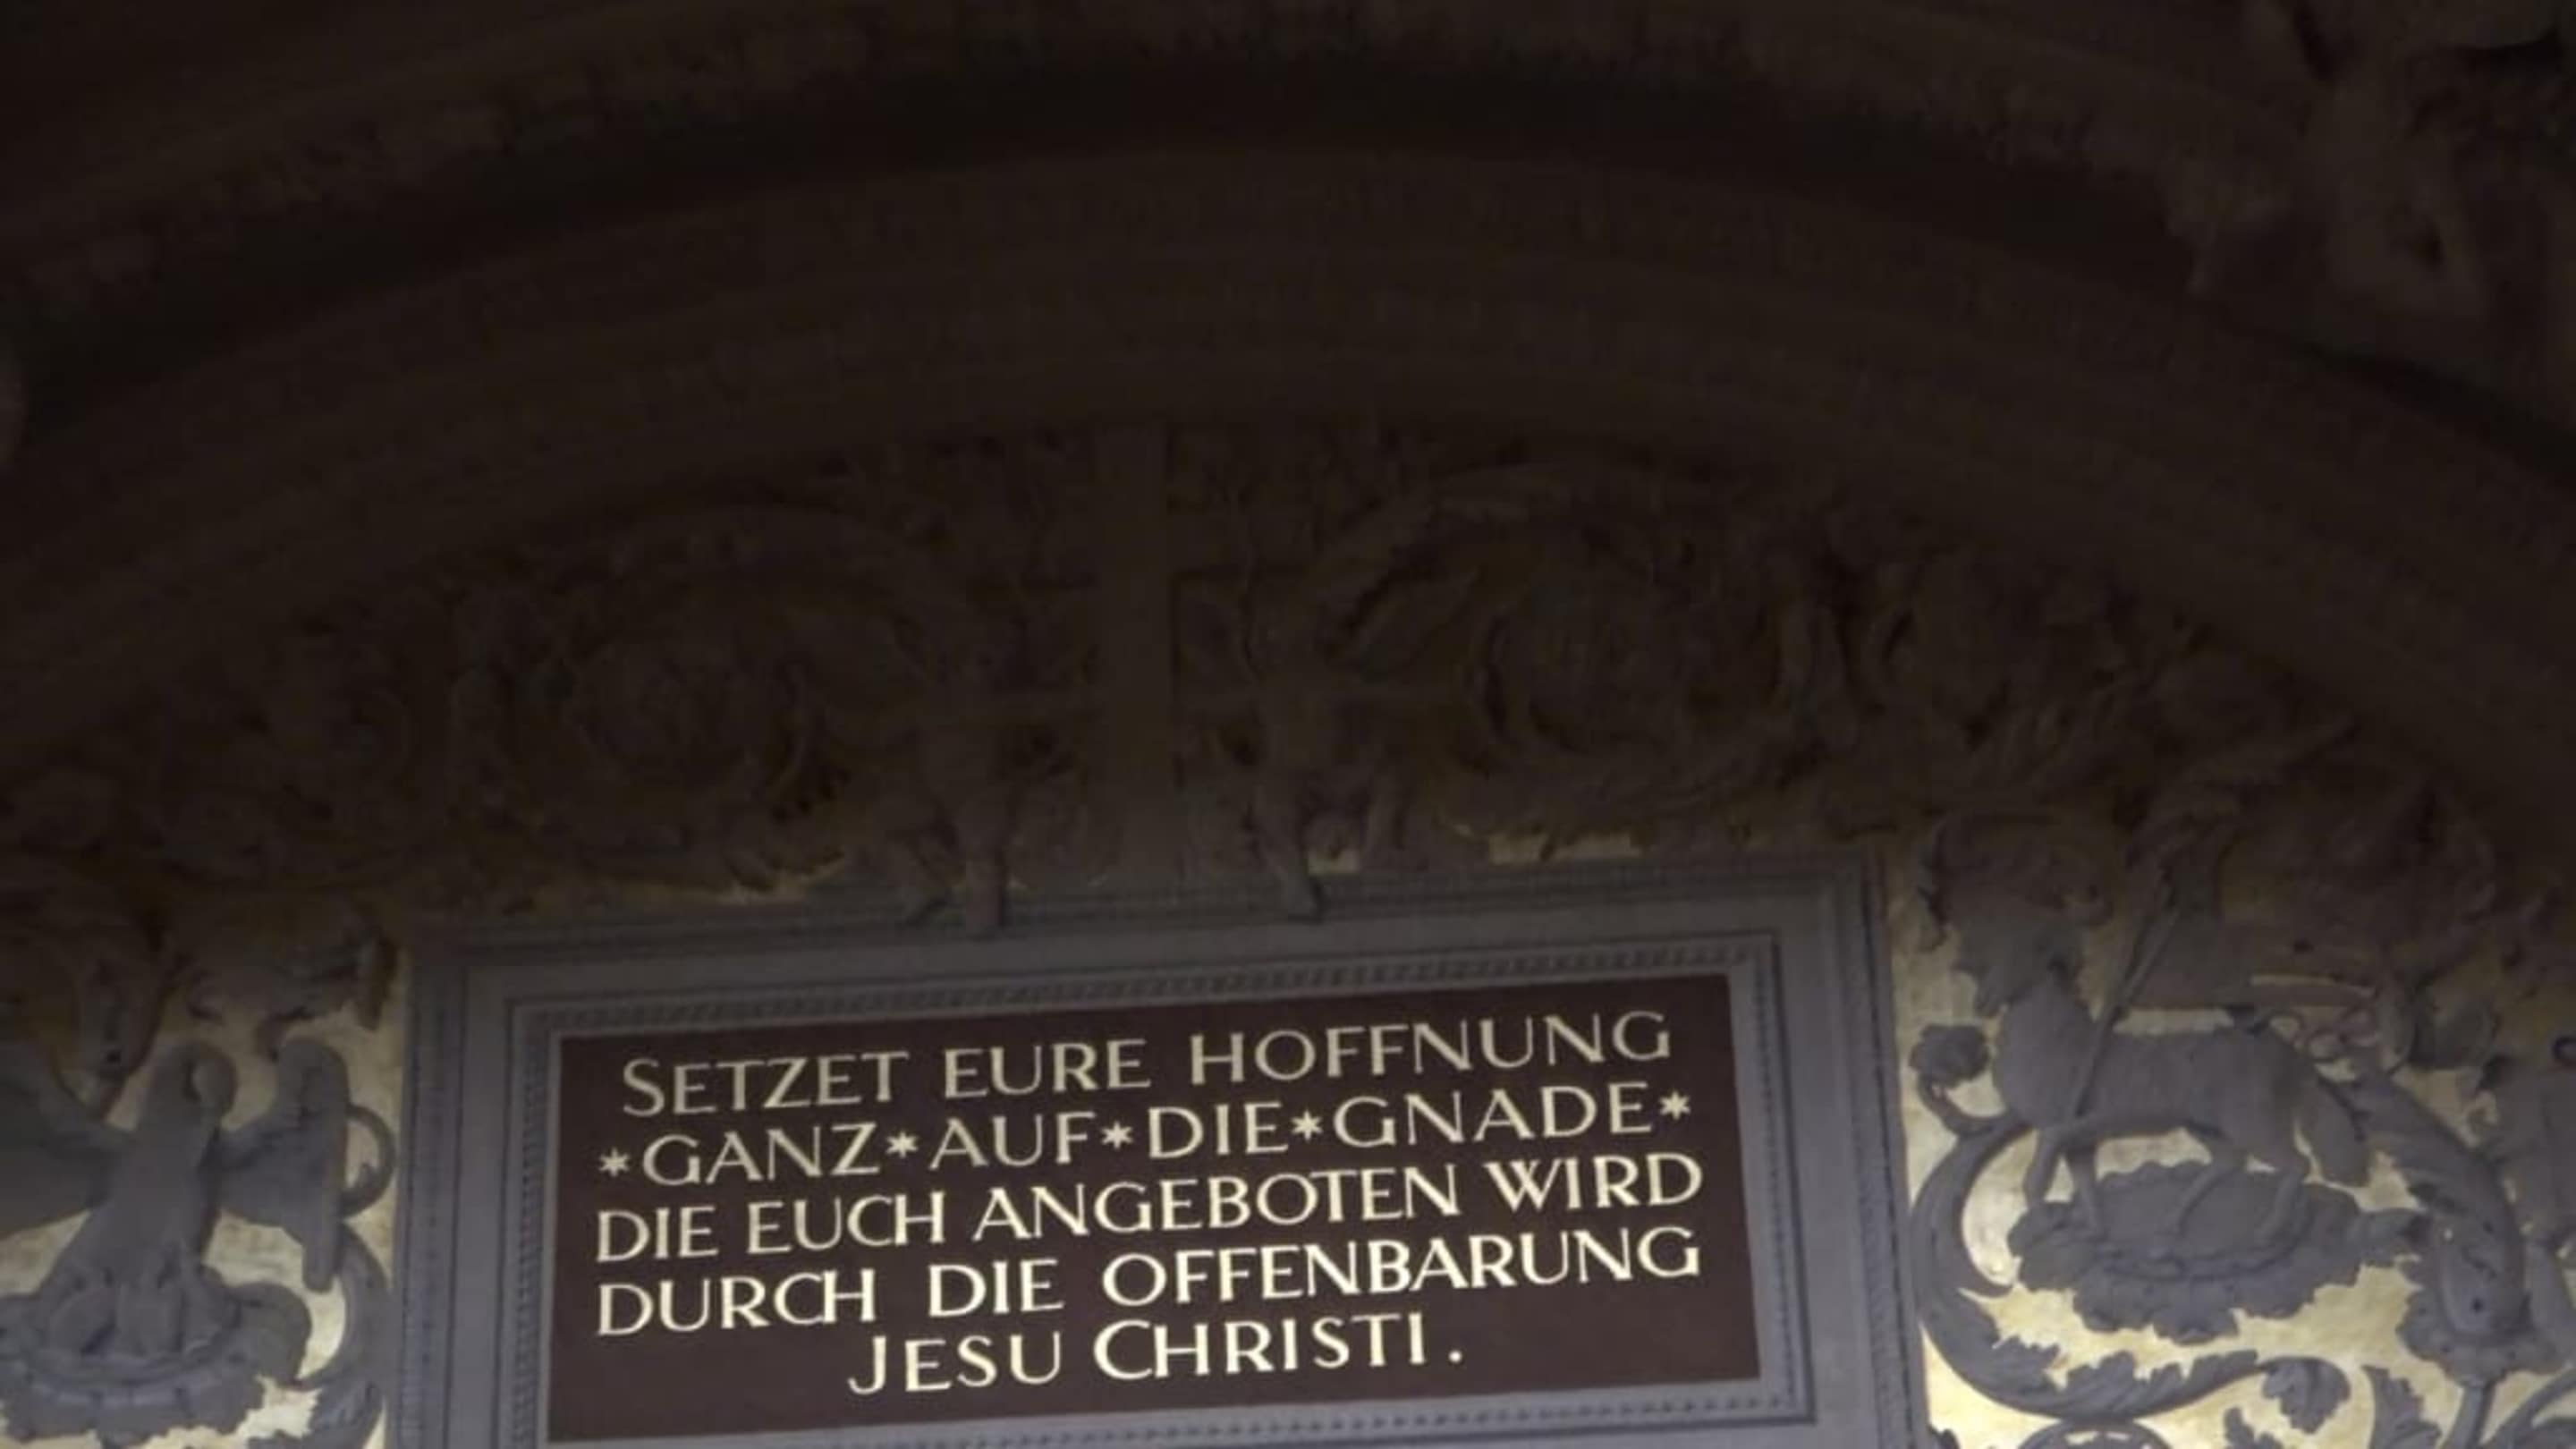 SETZET EURE HOFFNUNG
*GANZ*AUF*DIE*GNADE*
DIE EUCH ANGEBOTEN WIRD
DURCH DIE OFFENBARUNG
JESU CHRISTI.